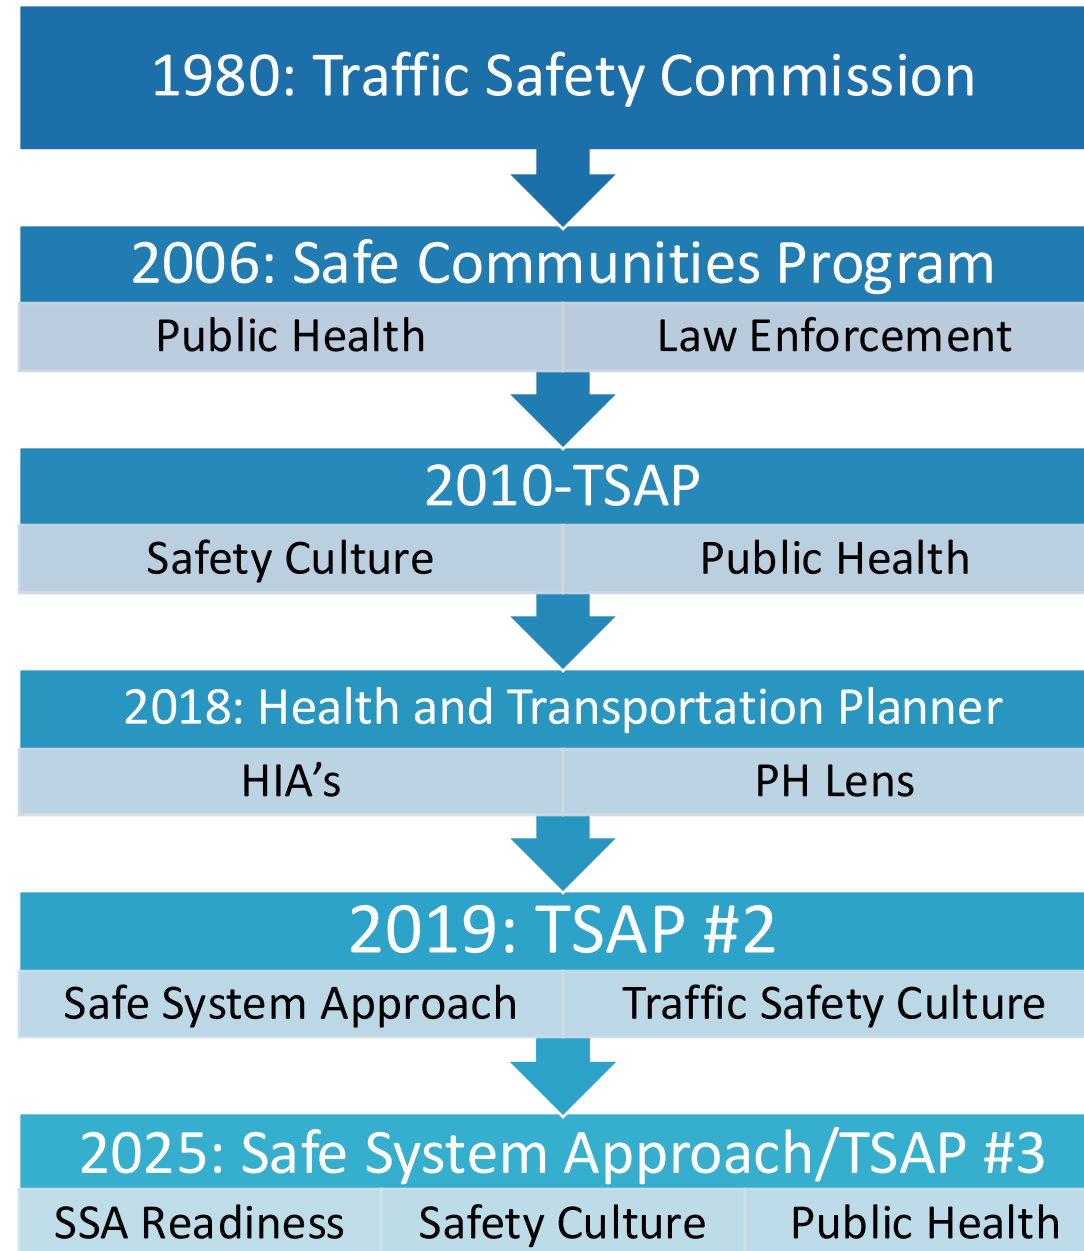 1980: Traffic Safety Commission
2006: Safe Communities Program
Public Health
Law Enforcement
2010-TSAP
Safety Culture
Public Health
2018: Health and Transportation Planner
HIA’s
PH Lens
2019: TSAP #2
Safe System Approach
Traffic Safety Culture
2025: Safe System Approach/TSAP #3
SSA Readiness
Safety Culture
Public Health